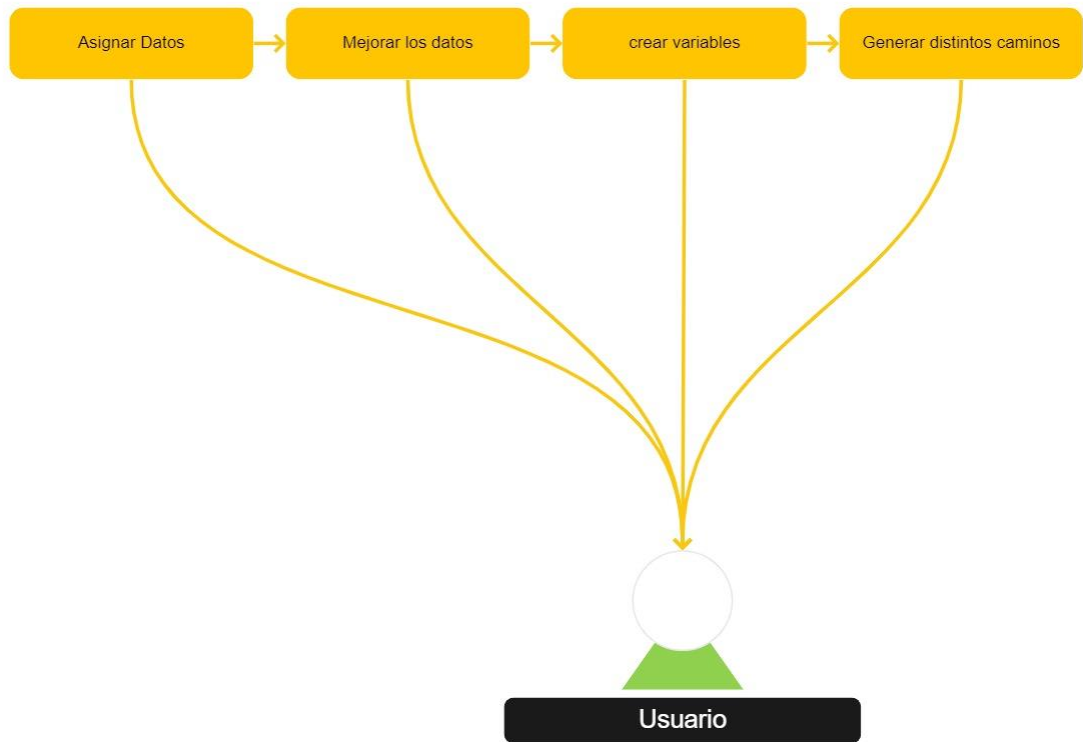 Asignar Datos
Mejorar los datos
crear variables
Generar distintos caminos
Usuario